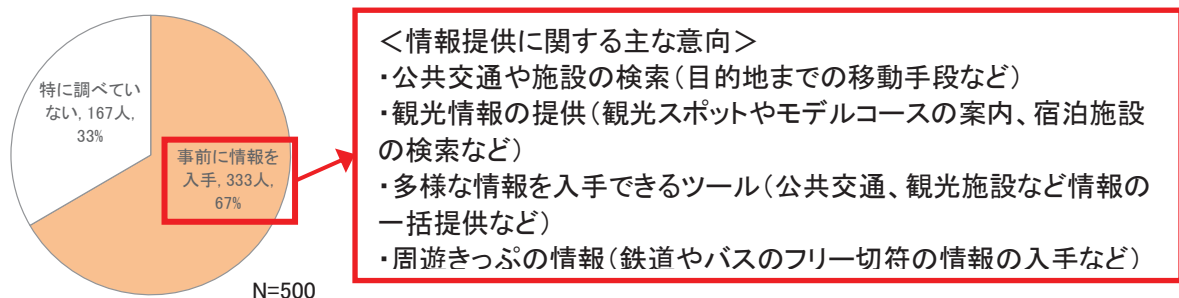 特に調べてい
ない, 167人,
33%
事前に情報を
入手, 333人,
67%
N=500
＜情報提供に関する主な意向＞
・公共交通や施設の検索（目的地までの移動手段など）
・観光情報の提供（観光スポットやモデルコースの案内、宿泊施設
の検索など）
・多様な情報を入手できるツール（公共交通、観光施設など情報の
一括提供など）
・周遊きっぷの情報（鉄道やバスのフリー切符の情報の入手など）